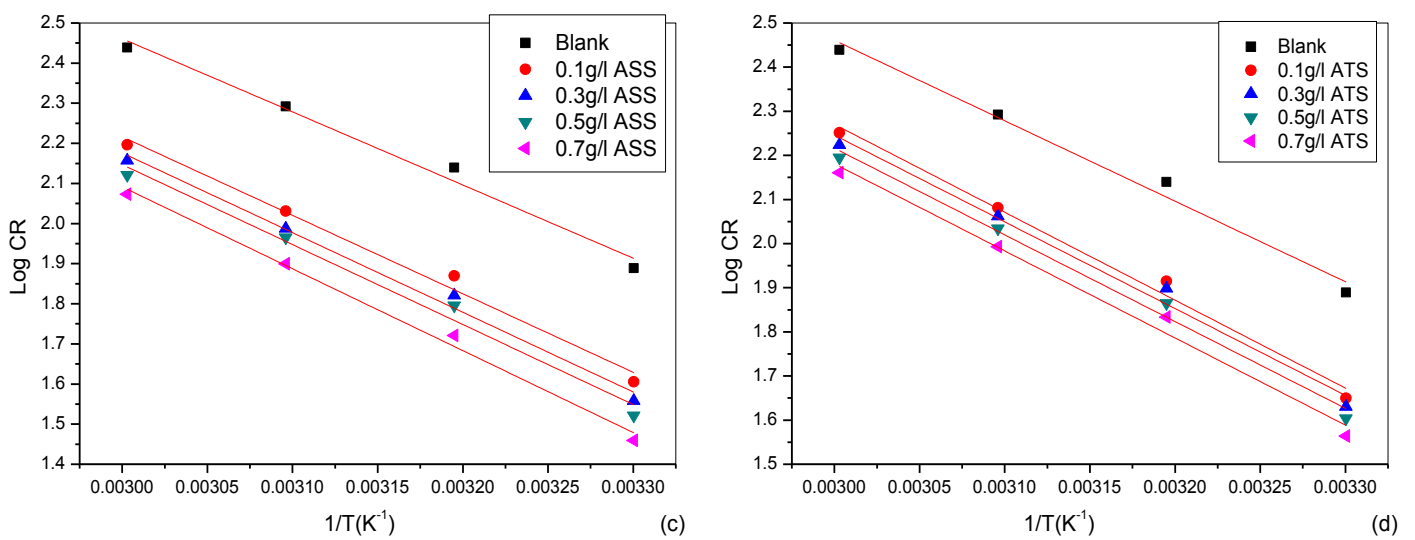 2.5
2.4
2.3
2.2
2.1
2.0
1.9
1.8
1.7
1.6
1.5
1.4
Log CR
Blank
0.1g/l ASS
0.3g/l ASS
0.5g/l ASS
0.7g/l ASS
0.00300 0.00305 0.00310 0.00315 0.00320 0.00325 0.00330
1/T(K⁻¹)
(c)
2.5
2.4
2.3
2.2
2.1
2.0
1.9
1.8
1.7
1.6
1.5
Log CR
Blank
0.1g/l ATS
0.3g/l ATS
0.5g/l ATS
0.7g/l ATS
0.00300 0.00305 0.00310 0.00315 0.00320 0.00325 0.00330
1/T(K⁻¹)
(d)